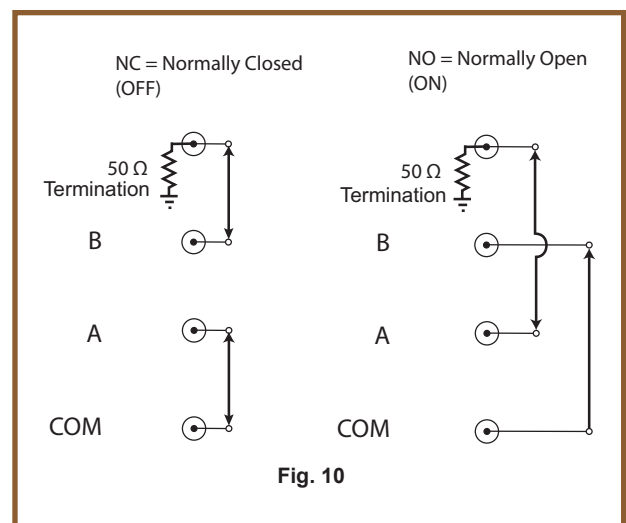 NC = Normally Closed
(OFF)
50 Ω
Termination
B
A
COM
NO = Normally Open
(ON)
50 Ω
Termination
B
A
COM
Fig. 10